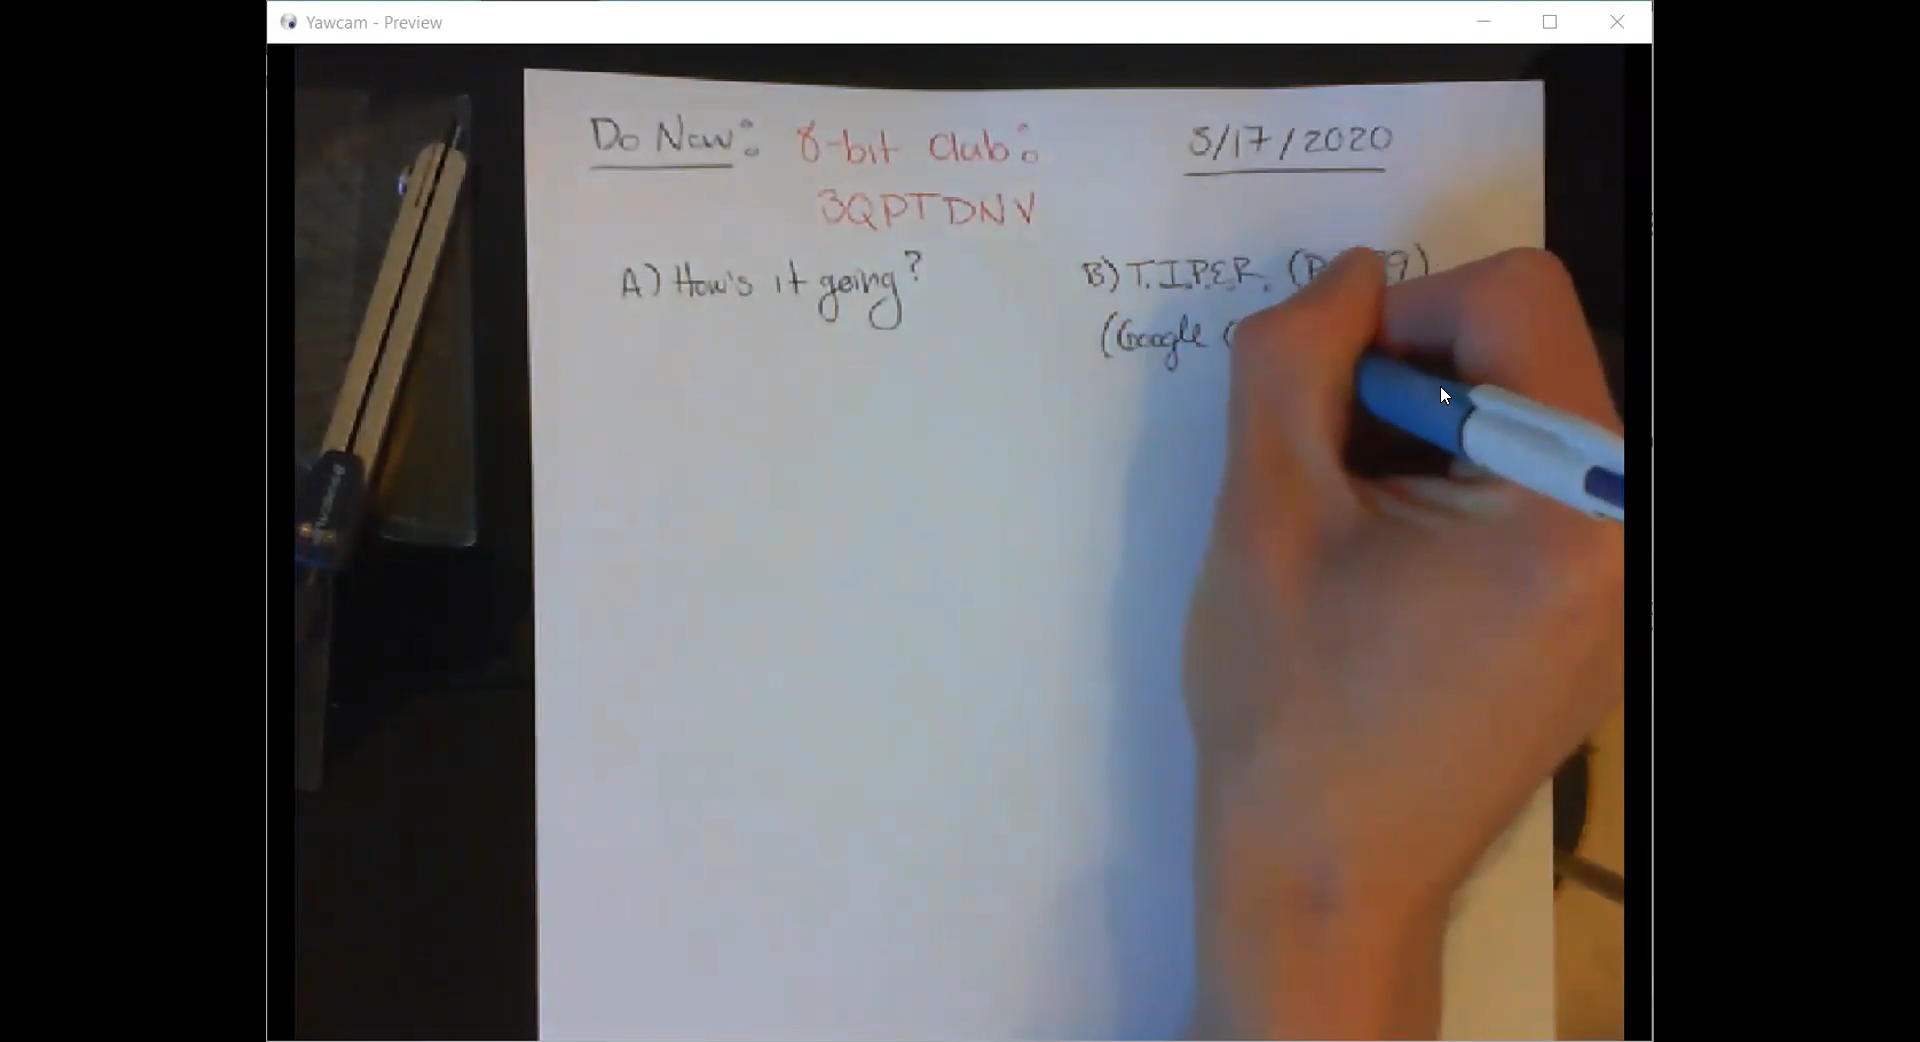 Yawcam - Preview
Do Now: 8-bit Club: 5/17/2020
3QPTDNV
A) How's it going? B) T.I.P.E.R.
(Google